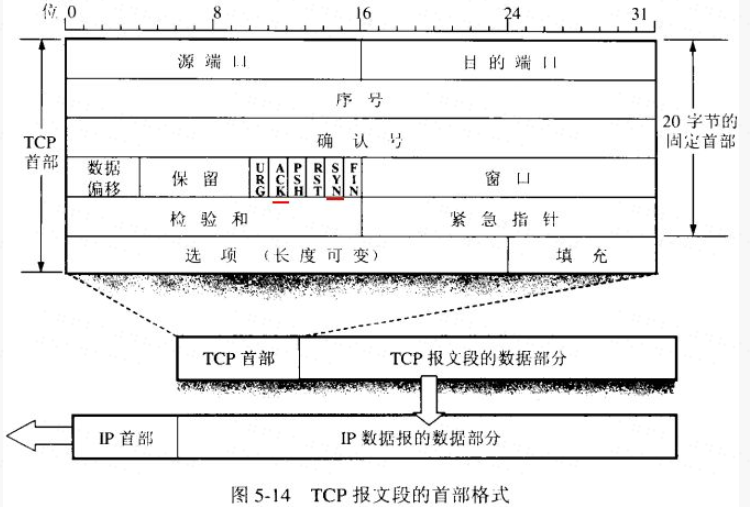 位 0 8 16 24 31
源端口 目的端口
序号
TCP 首部
确认号
20 字节的固定首部
数据偏移 保留 URG ACK PSH RST SYN FIN 窗口
检验和 紧急指针
选项（长度可变） 填充
TCP 首部 TCP 报文段的数据部分
IP 首部 IP 数据报的数据部分
图 5-14 TCP 报文段的首部格式